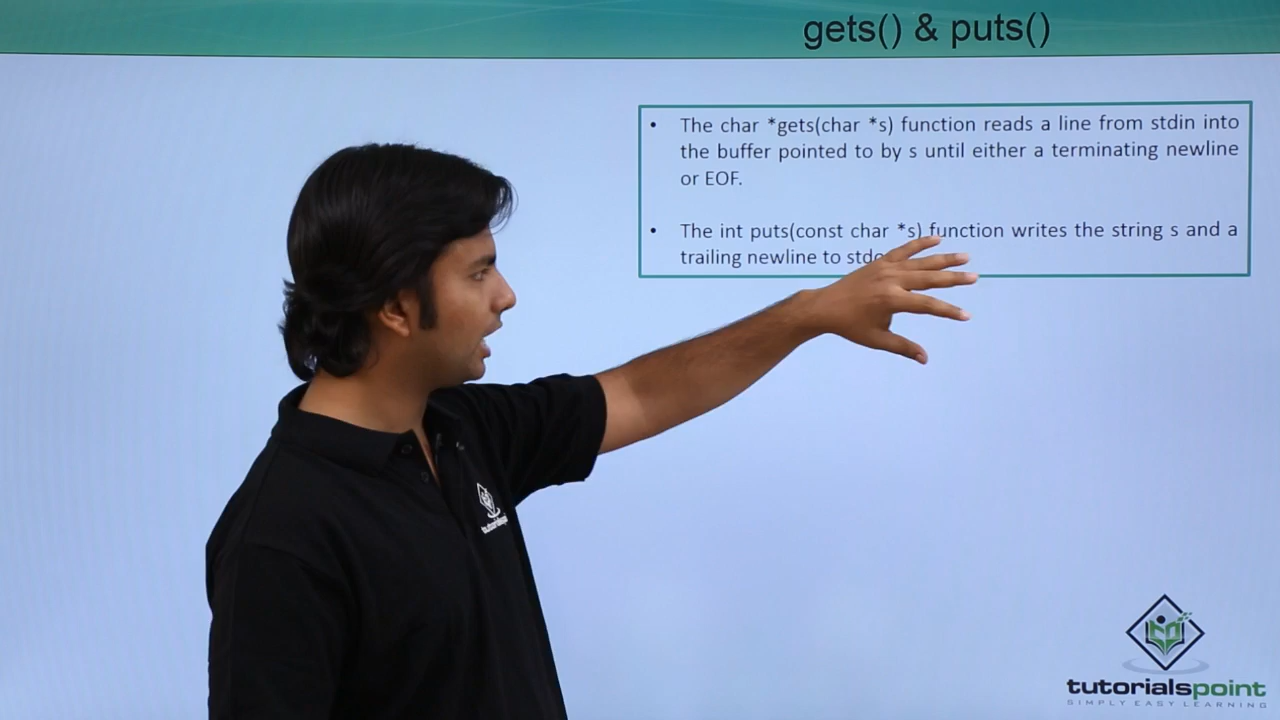 gets() & puts()
• The char *gets(char *s) function reads a line from stdin into
the buffer pointed to by s until either a terminating newline
or EOF.
• The int puts(const char *s) function writes the string s and a
trailing newline to
tutorialspoint
SIMPLY EASY LEARNING